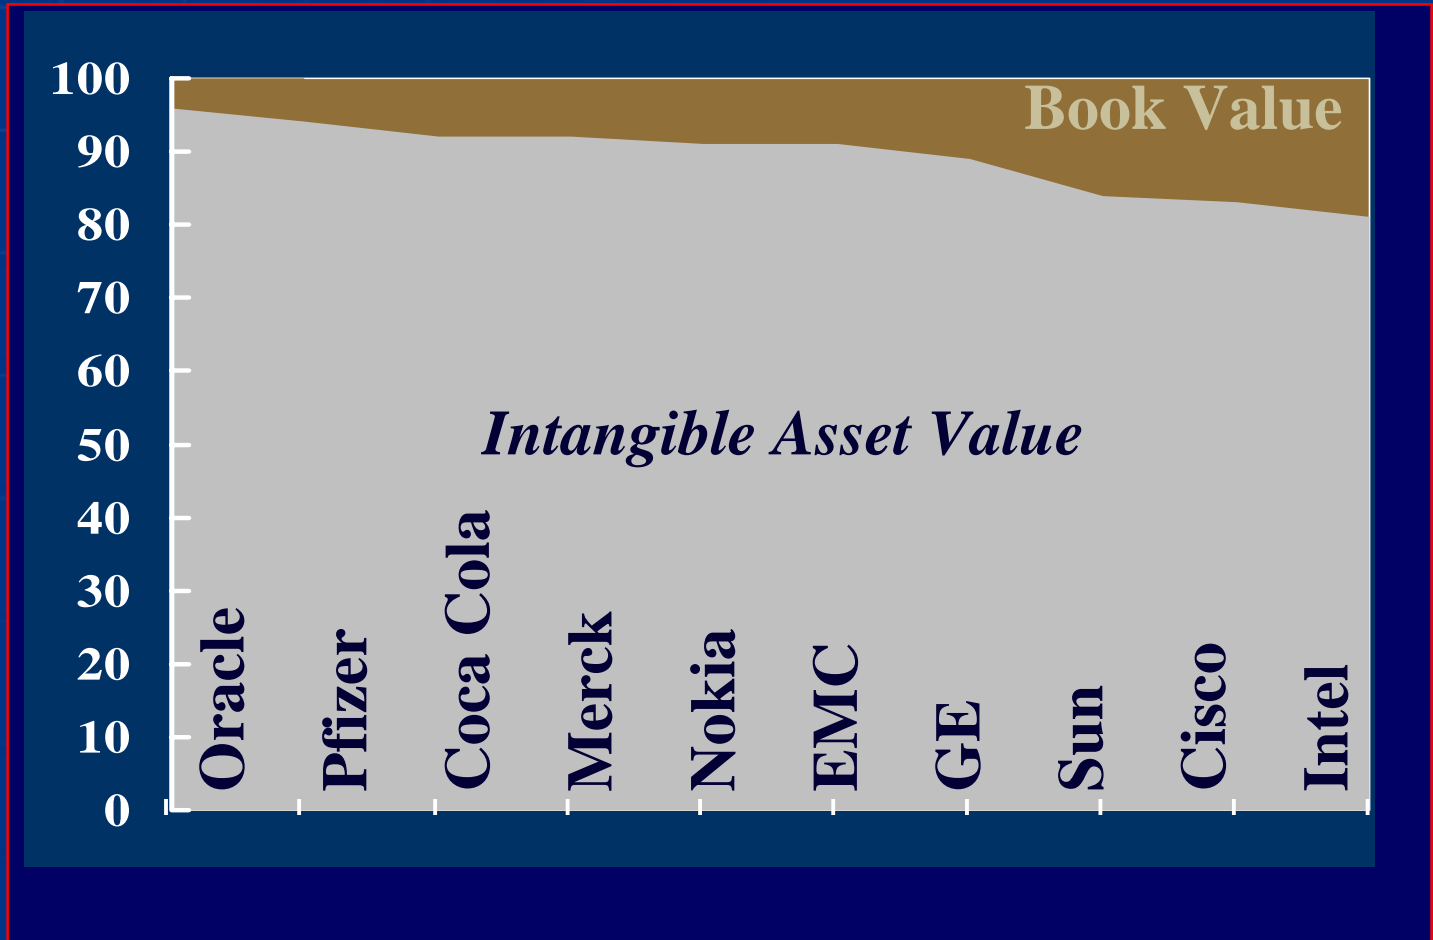 100
90
80
70
60
50
40
30
20
10
0
Book Value
Intangible Asset Value
Oracle
Pfizer
Coca Cola
Merck
Nokia
EMC
GE
Sun
Cisco
Intel